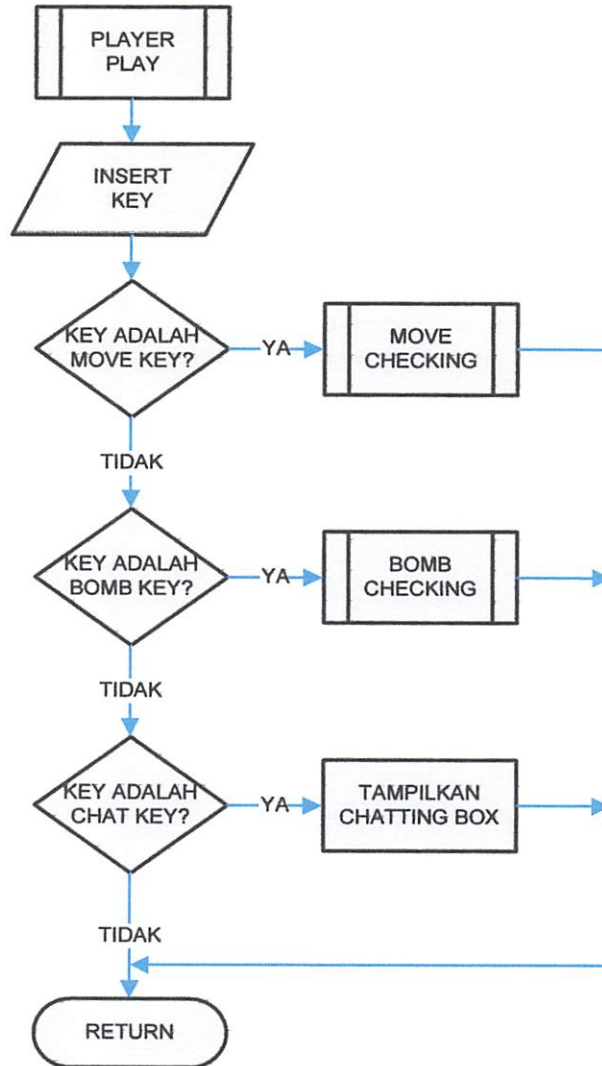 PLAYER
PLAY
INSERT
KEY
KEY ADALAH
MOVE KEY?
YA
MOVE
CHECKING
TIDAK
KEY ADALAH
BOMB KEY?
YA
BOMB
CHECKING
TIDAK
KEY ADALAH
CHAT KEY?
YA
TAMPILKAN
CHATTING BOX
TIDAK
RETURN